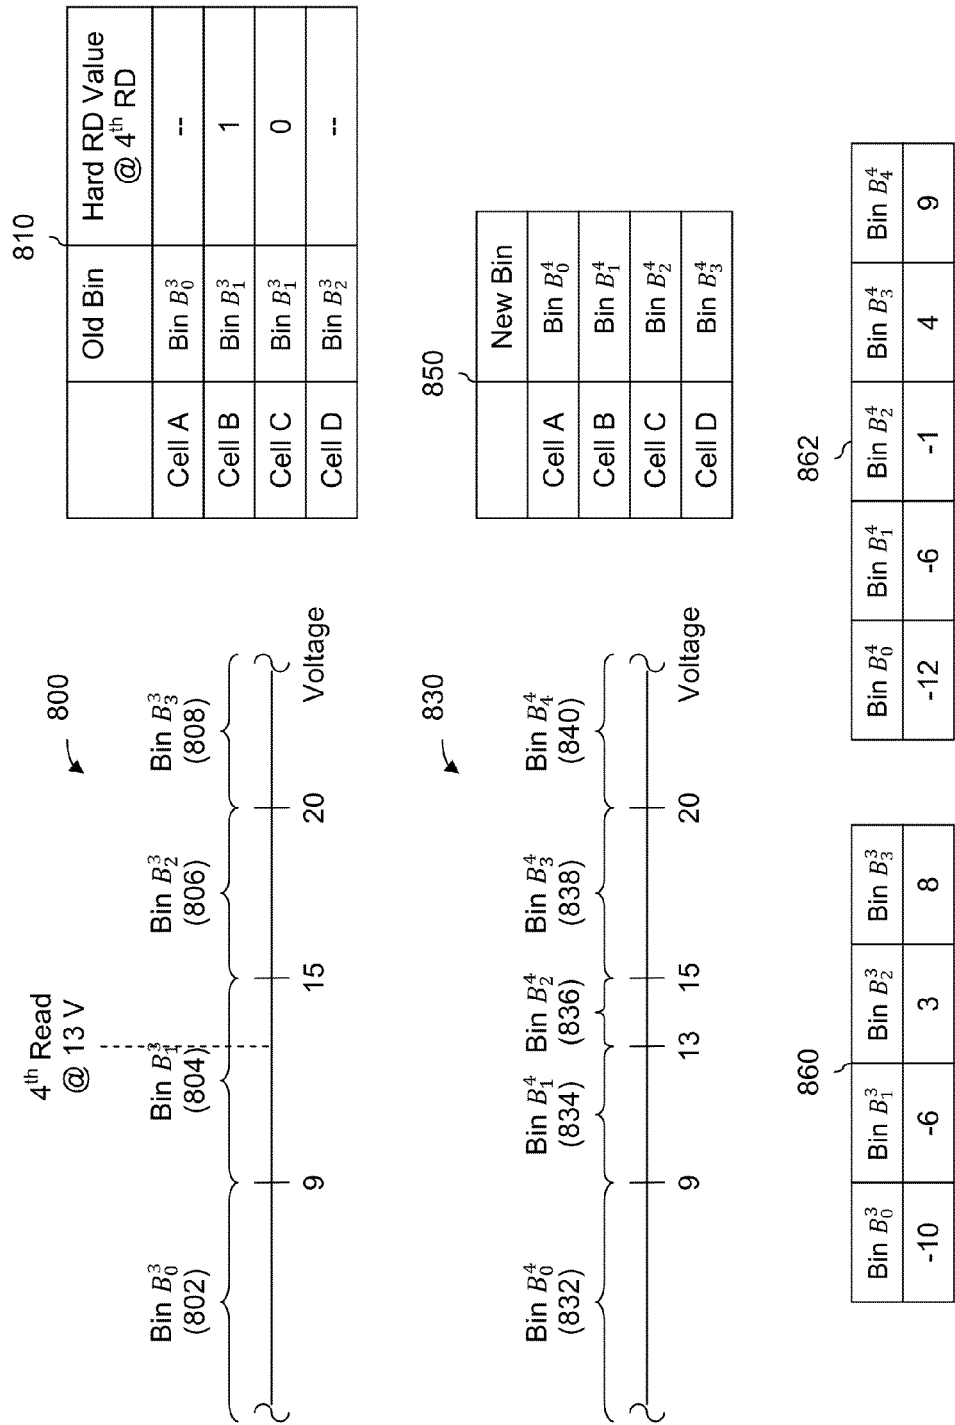 800
4th Read
@ 13 V
Bin B_0^3
(802)
Bin B_1^3
(804)
Bin B_2^3
(806)
Bin B_3^3
(808)
9
15
20
Voltage
810
Old Bin
Hard RD Value
@ 4th RD
Cell A
Bin B_0^3
--
Cell B
Bin B_1^3
1
Cell C
Bin B_1^3
0
Cell D
Bin B_2^3
--
830
Bin B_0^4
(832)
Bin B_1^4
(834)
Bin B_2^4
(836)
Bin B_3^4
(838)
Bin B_4^4
(840)
9
13
15
20
Voltage
850
New Bin
Cell A
Bin B_0^4
Cell B
Bin B_1^4
Cell C
Bin B_2^4
Cell D
Bin B_3^4
860
Bin B_0^3
Bin B_1^3
Bin B_2^3
Bin B_3^3
-10
-6
3
8
862
Bin B_0^4
Bin B_1^4
Bin B_2^4
Bin B_3^4
Bin B_4^4
-12
-6
-1
4
9